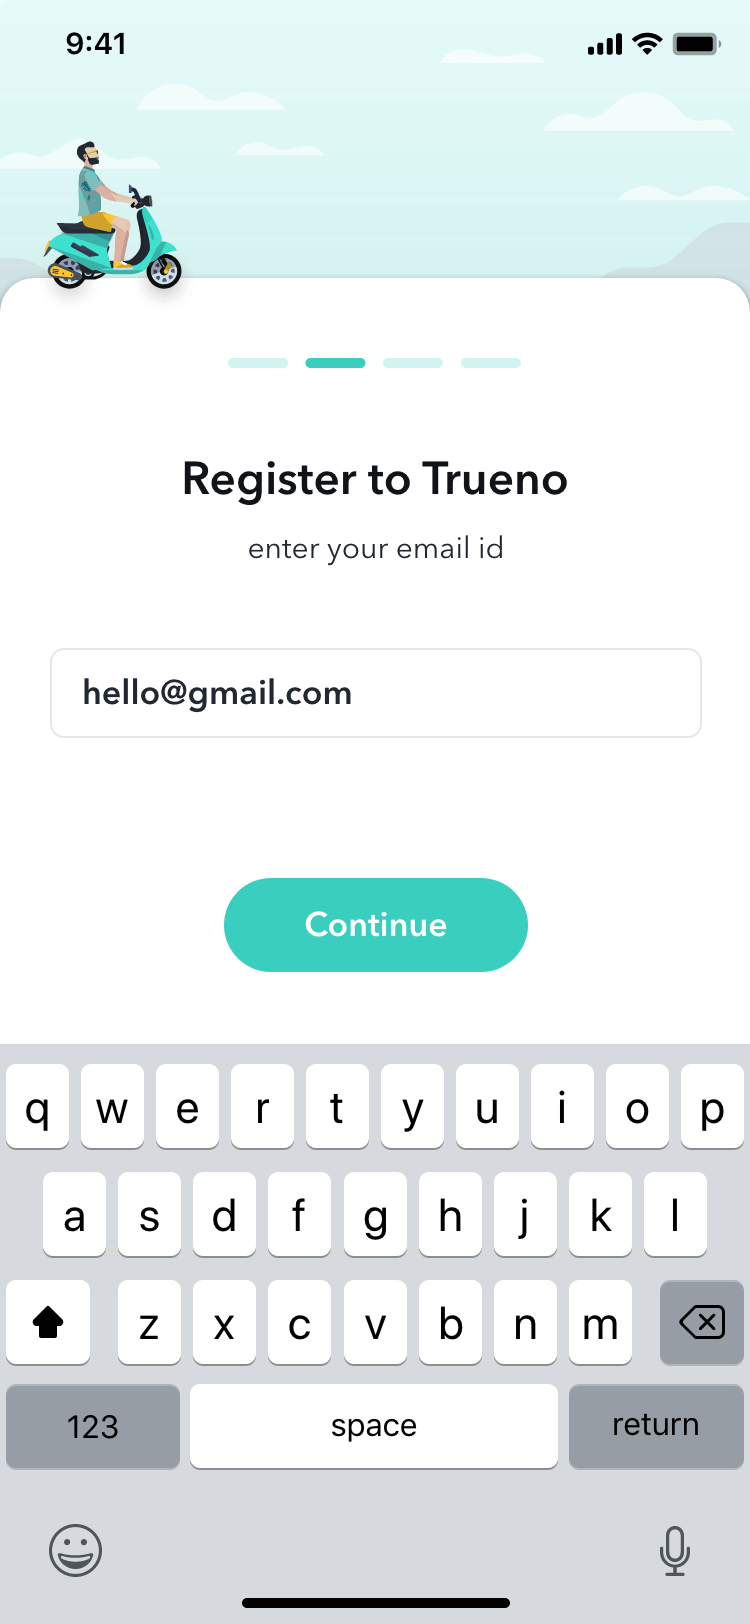 9:41
Register to Trueno
enter your email id
hello@gmail.com
Continue
q w e r t y u i o p
a s d f g h j k l
z x c v b n m
123 space return